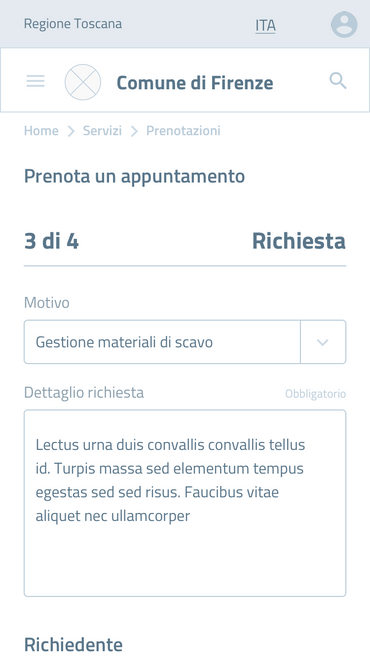 Regione Toscana
ITA
Comune di Firenze
Home Servizi Prenotazioni
Prenota un appuntamento
3 di 4 Richiesta
Motivo
Gestione materiali di scavo
Dettaglio richiesta Obbligatorio
Lectus urna duis convallis convallis tellus
id. Turpis massa sed elementum tempus
egestas sed sed risus. Faucibus vitae
aliquet nec ullamcorper
Richiedente